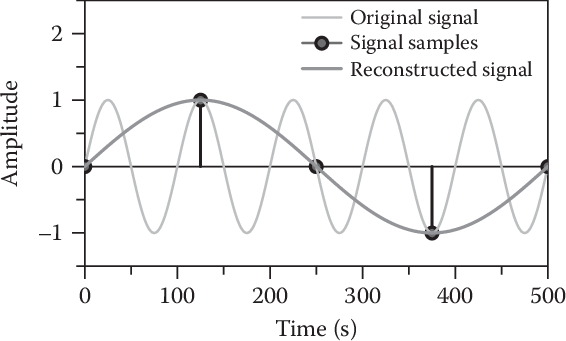 Original signal
Signal samples
Reconstructed signal
2
1
0
−1
Amplitude
0 100 200 300 400 500
Time (s)